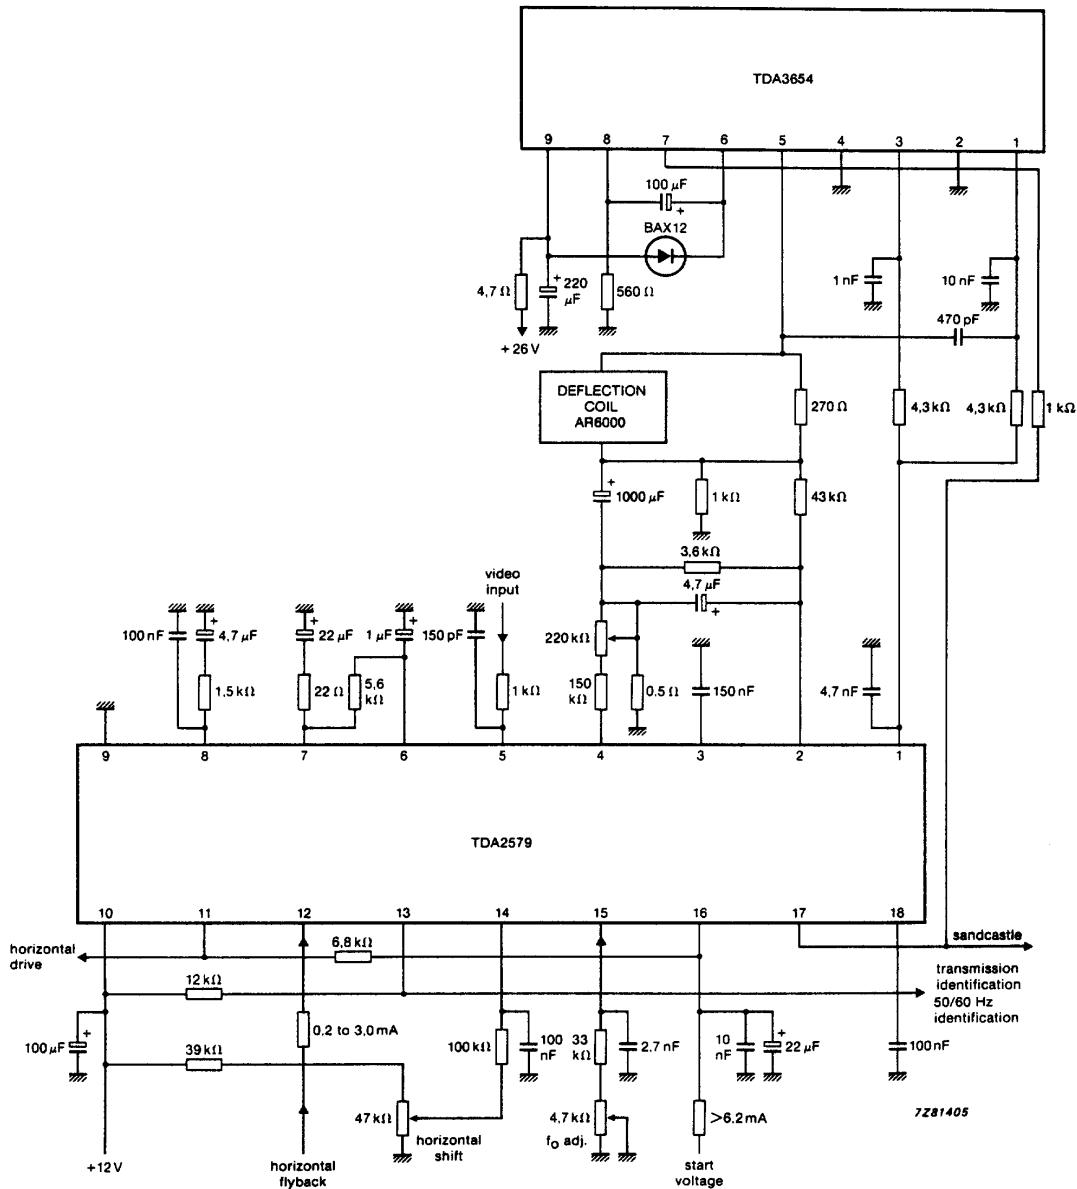 TDA3654
9 8 7 6 5 4 3 2 1
100 µF
+
BAX12
4,7 Ω
+
220
µF
560 Ω
1 nF
10 nF
470 pF
+ 26 V
DEFLECTION
COIL
AR6000
270 Ω
4,3 kΩ
4,3 kΩ
1 kΩ
+
1000 µF
1 kΩ
43 kΩ
3,6 kΩ
video
input
4,7 µF
+
100 nF
+
4,7 µF
+
22 µF
1 µF
+
150 pF
220 kΩ
1,5 kΩ
22 Ω
5,6
kΩ
1 kΩ
150
kΩ
0.5 Ω
150 nF
4,7 nF
9 8 7 6 5 4 3 2 1
TDA2579
10 11 12 13 14 15 16 17 18
horizontal
drive
6,8 kΩ
sandcastle
12 kΩ
transmission
identification
50/60 Hz
identification
100 µF
+
0.2 to 3,0 mA
39 kΩ
100 kΩ
100
nF
33
kΩ
2.7 nF
10
nF
+
22 µF
100 nF
47 kΩ
horizontal
shift
4,7 kΩ
fo adj.
>6.2 mA
7Z81405
+12 V
horizontal
flyback
start
voltage